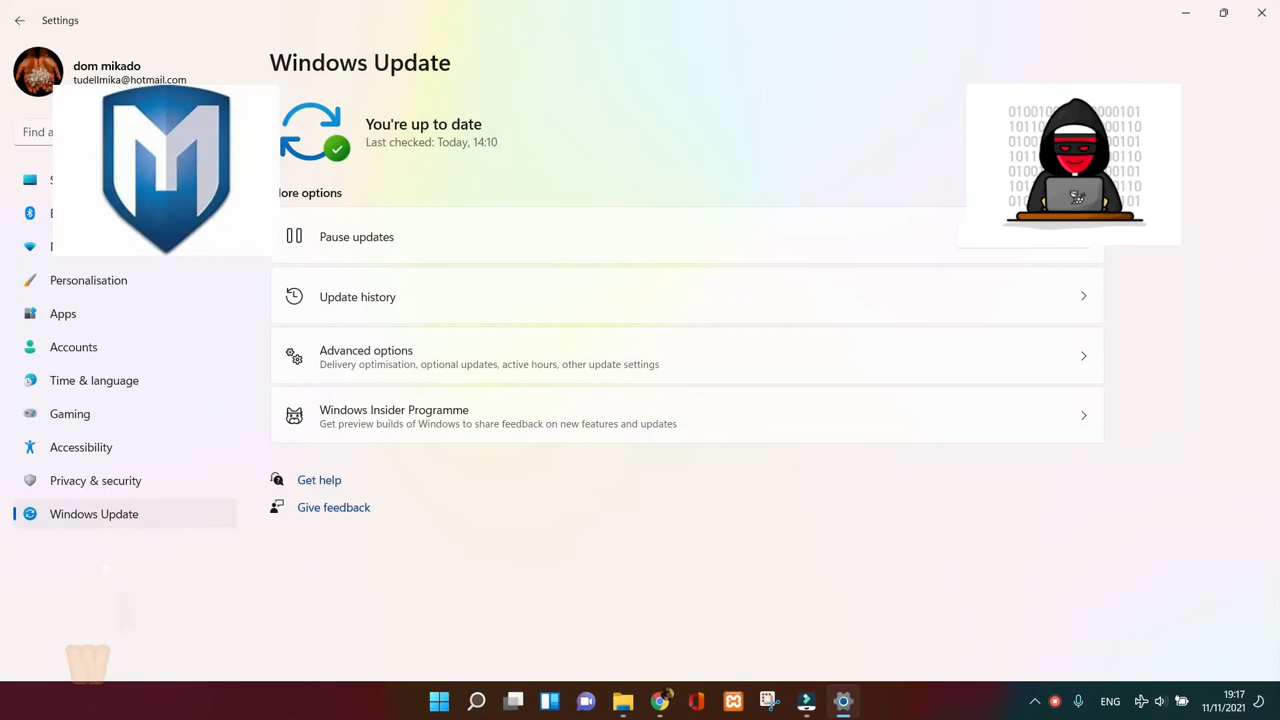 Settings
dom mikado
tudellmika@hotmail.com
Find a
Personalisation
Apps
Accounts
Time & language
Gaming
Accessibility
Privacy & security
Windows Update
Windows Update
You're up to date
Last checked: Today, 14:10
ore options
Pause updates
Update history
Advanced options
Delivery optimisation, optional updates, active hours, other update settings
Windows Insider Programme
Get preview builds of Windows to share feedback on new features and updates
Get help
Give feedback
ENG
19:17
11/11/2021